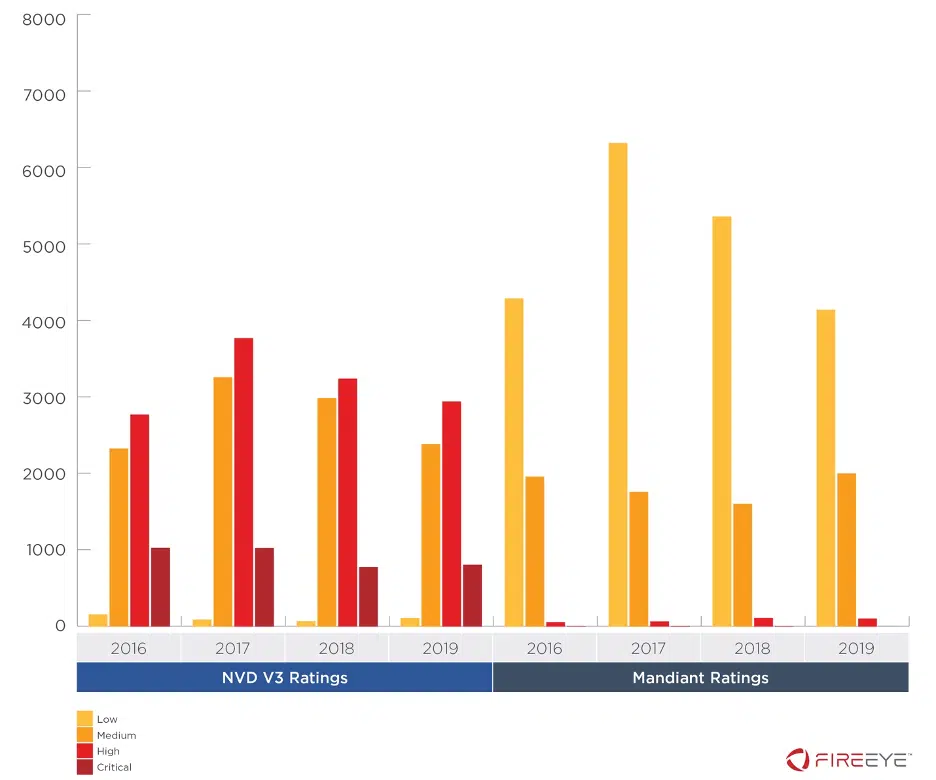 8000
7000
6000
5000
4000
3000
2000
1000
0
2016 2017 2018 2019 2016 2017 2018 2019
NVD V3 Ratings Mandiant Ratings
Low
Medium
High
Critical
FIREEYE™